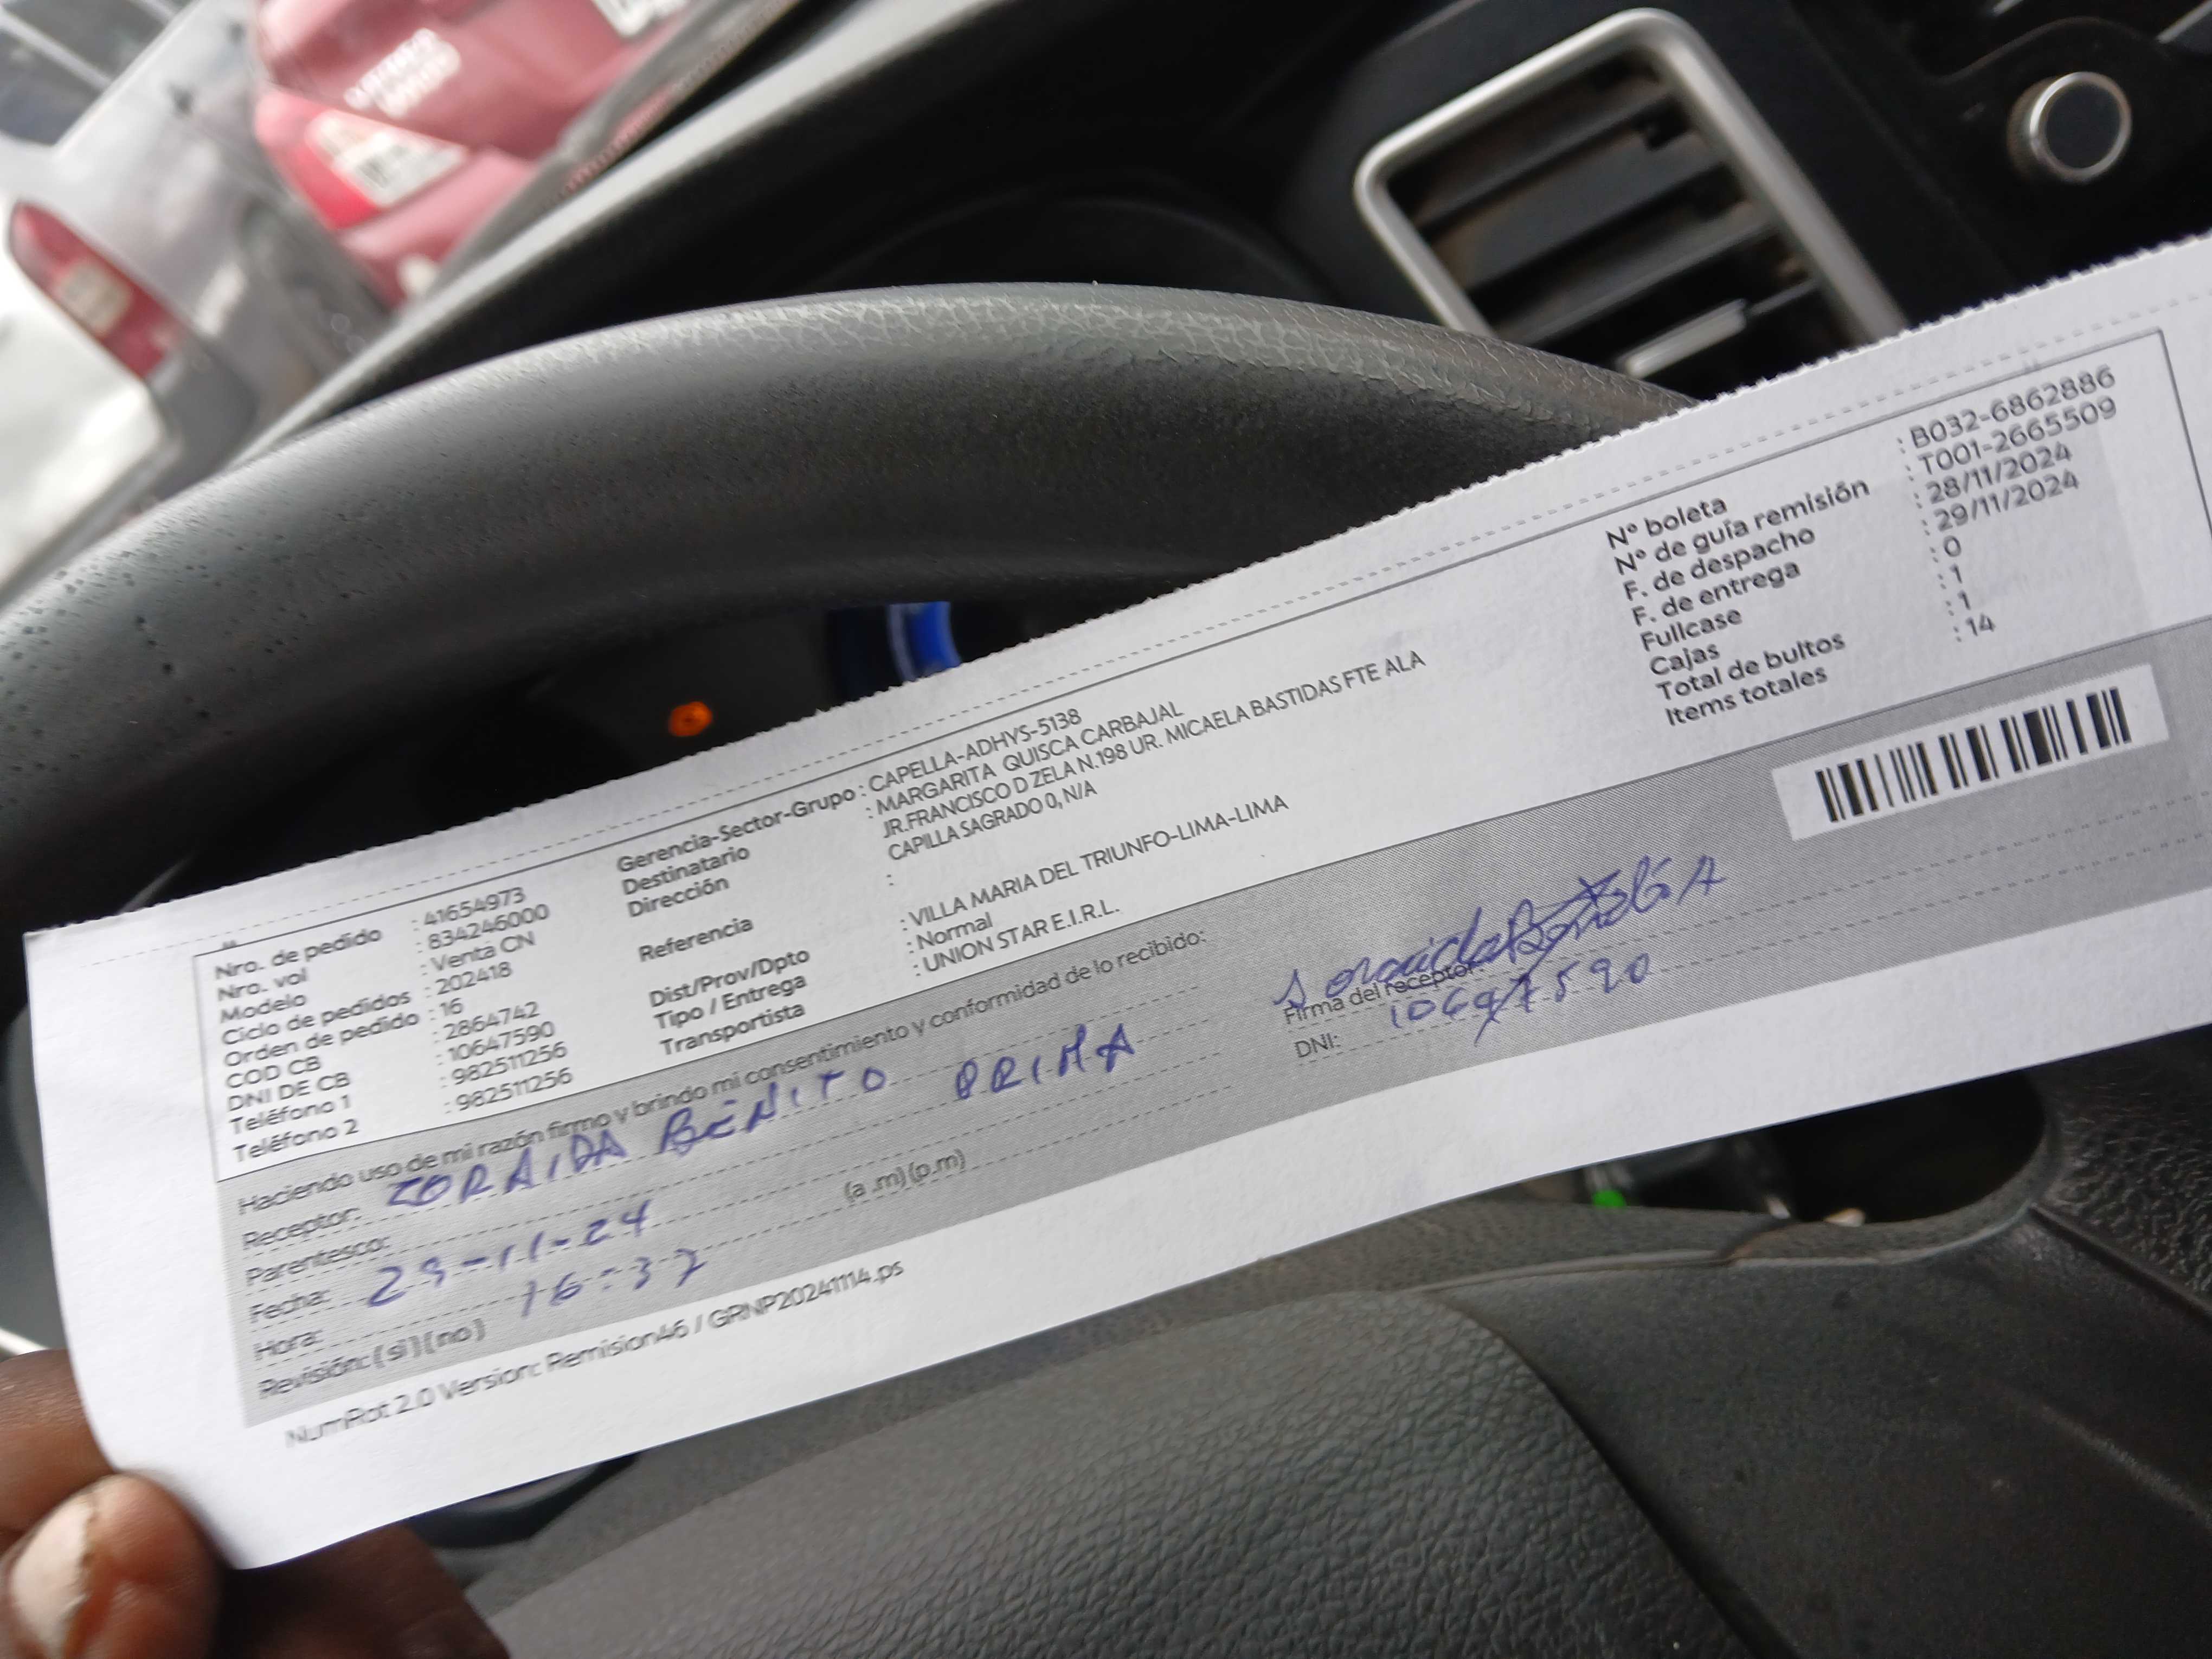 Nro. de pedido : 41654973
Nro. vol : 834246000
Modelo : Venta CN
Ciclo de pedidos : 202418
Orden de pedido : 16
COD CB : 2864742
DNI DE CB : 10647590
Teléfono 1 : 982511256
Teléfono 2 : 982511256
Gerencia-Sector-Grupo : CAPELLA-ADHYS-5138
Destinatario : MARGARITA QUISCA CARBAJAL
Dirección JR.FRANCISCO D ZELA N.198 UR. MICAELA BASTIDAS FTE ALA
CAPILLA SAGRADO 0, N/A
Referencia :
Dist/Prov/Dpto : VILLA MARIA DEL TRIUNFO-LIMA-LIMA
Tipo / Entrega : Normal
Transportista : UNION STAR E.I.R.L.
Nº boleta : B032-6862886
Nº de guía remisión : T001-2665509
F. de despacho : 28/11/2024
F. de entrega : 29/11/2024
Fullcase : 0
Cajas : 1
Total de bultos : 1
Items totales : 14
Haciendo uso de mi razón firmo y brindo mi consentimiento y conformidad de lo recibido:
Receptor: ZORAIDA BENITO PRIMA
Parentesco:
Fecha: 29-11-24
Hora: 16:37 (a .m) (p.m)
Revisión: (si) (no)
Firma del receptor:
DNI: 10647590
NumRot 2.0 Version: Remision46 / GRNP20241114.ps